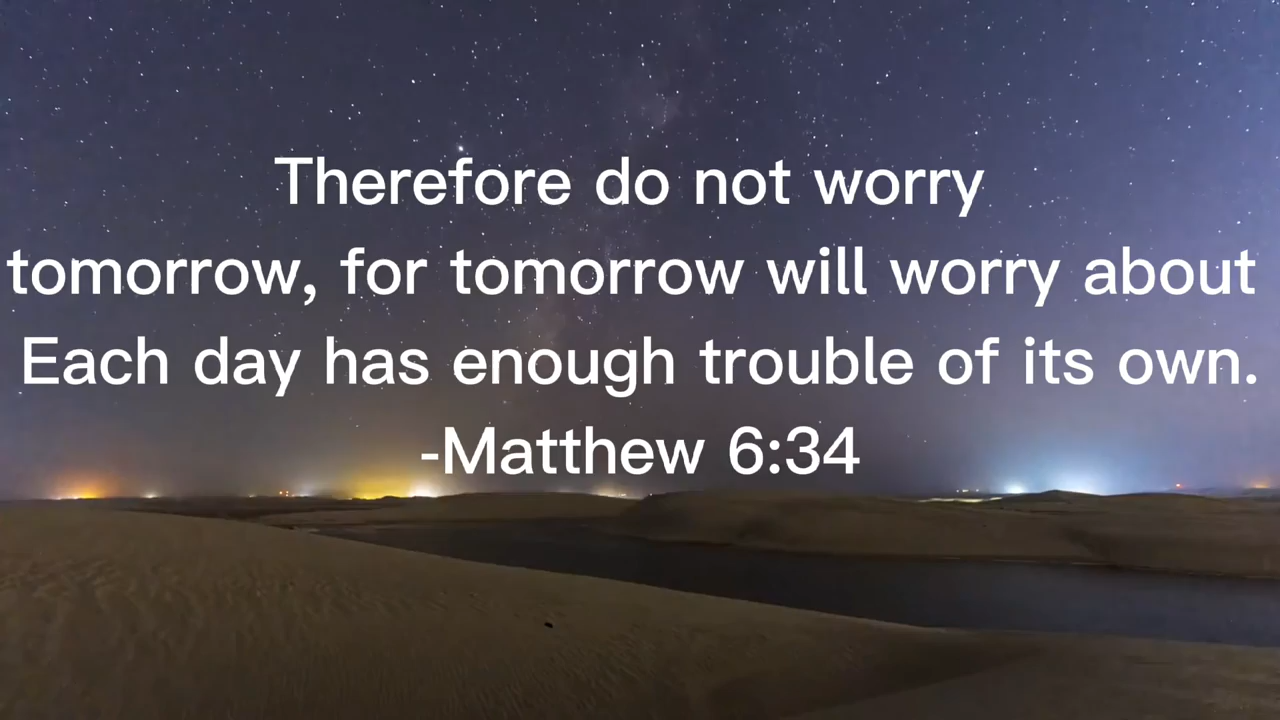 Therefore do not worry
tomorrow, for tomorrow will worry about
Each day has enough trouble of its own.
-Matthew 6:34